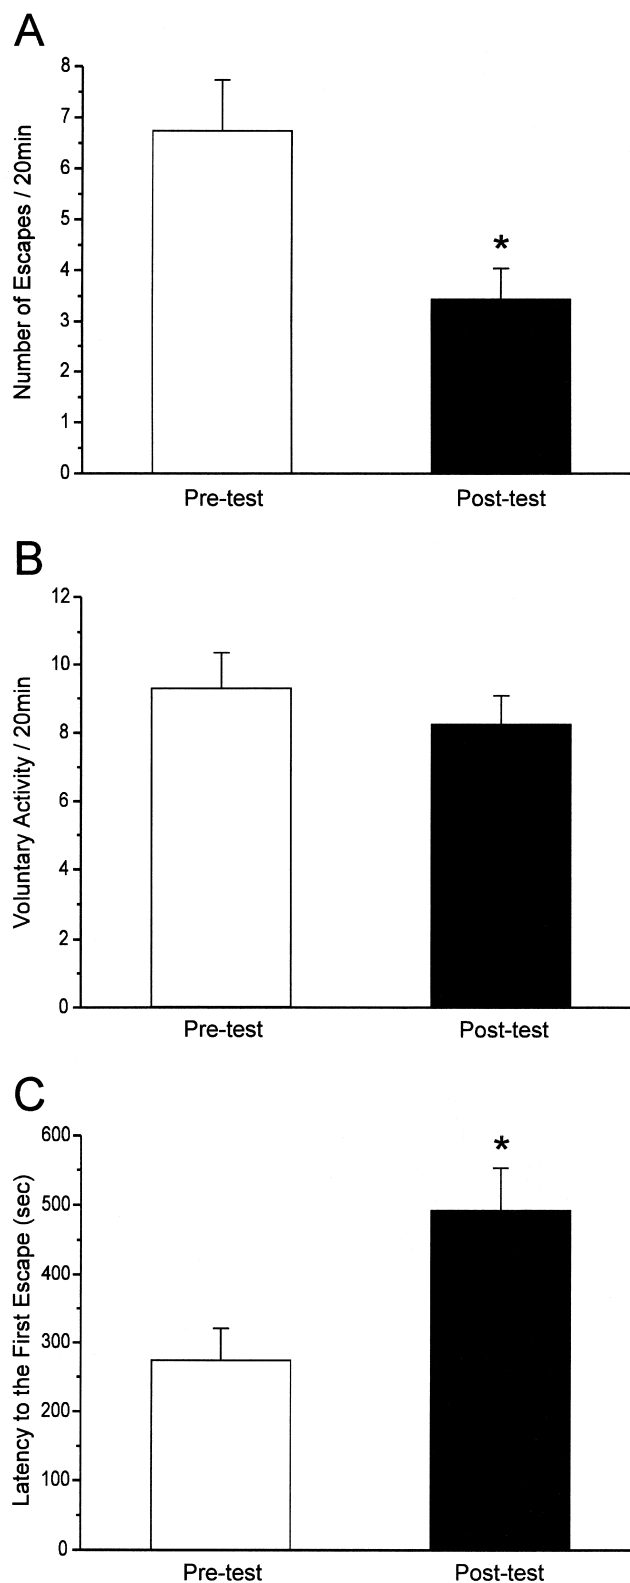 A
Number of Escapes / 20min
8
7
6
5
4
3
2
1
0
*
Pre-test
Post-test
B
Voluntary Activity / 20min
12
10
8
6
4
2
0
Pre-test
Post-test
C
Latency to the First Escape (sec)
600
500
400
300
200
100
0
*
Pre-test
Post-test